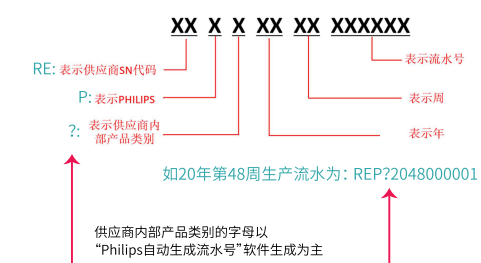 XX X X XX XX XXXXXX
表示流水号
RE: 表示供应商SN代码
P: 表示PHILIPS
表示周
?: 表示供应商内
部产品类别
表示年
如20年第48周生产流水为：REP?2048000001
供应商内部产品类别的字母以
“Philips自动生成流水号”软件生成为主